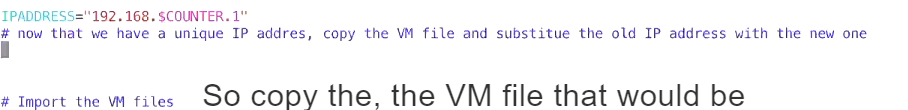 IPADDRESS="192.168.$COUNTER.1"
# now that we have a unique IP addres, copy the VM file and substitue the old IP address with the new one
# Import the VM files
So copy the, the VM file that would be